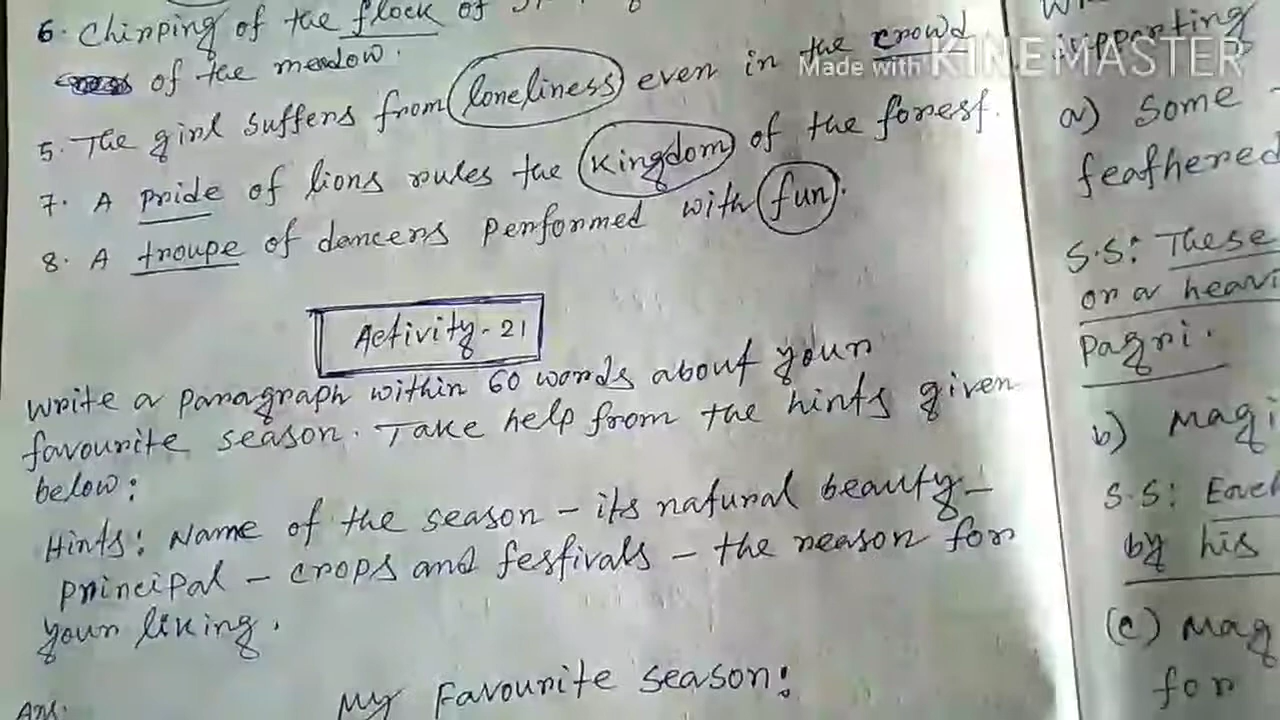 6. Chirping of the flock of
of the meadow.
5. The girl suffers from loneliness even in the crowd
7. A pride of lions rules the kingdom of the forest.
8. A troupe of dancers performed with fun.
Activity-21
Write a paragraph within 60 words about your
favourite season. Take help from the hints given
below:
Hints: Name of the season - its natural beauty -
principal - crops and festivals - the reason for
your liking.
Ans:
My Favourite season:
Made with KINEMASTER
supporting
a) Some -
feathered
S.S: These
on a heavi
Pagri.
b) Magi
S.S: Each
by his
(c) Mag
for